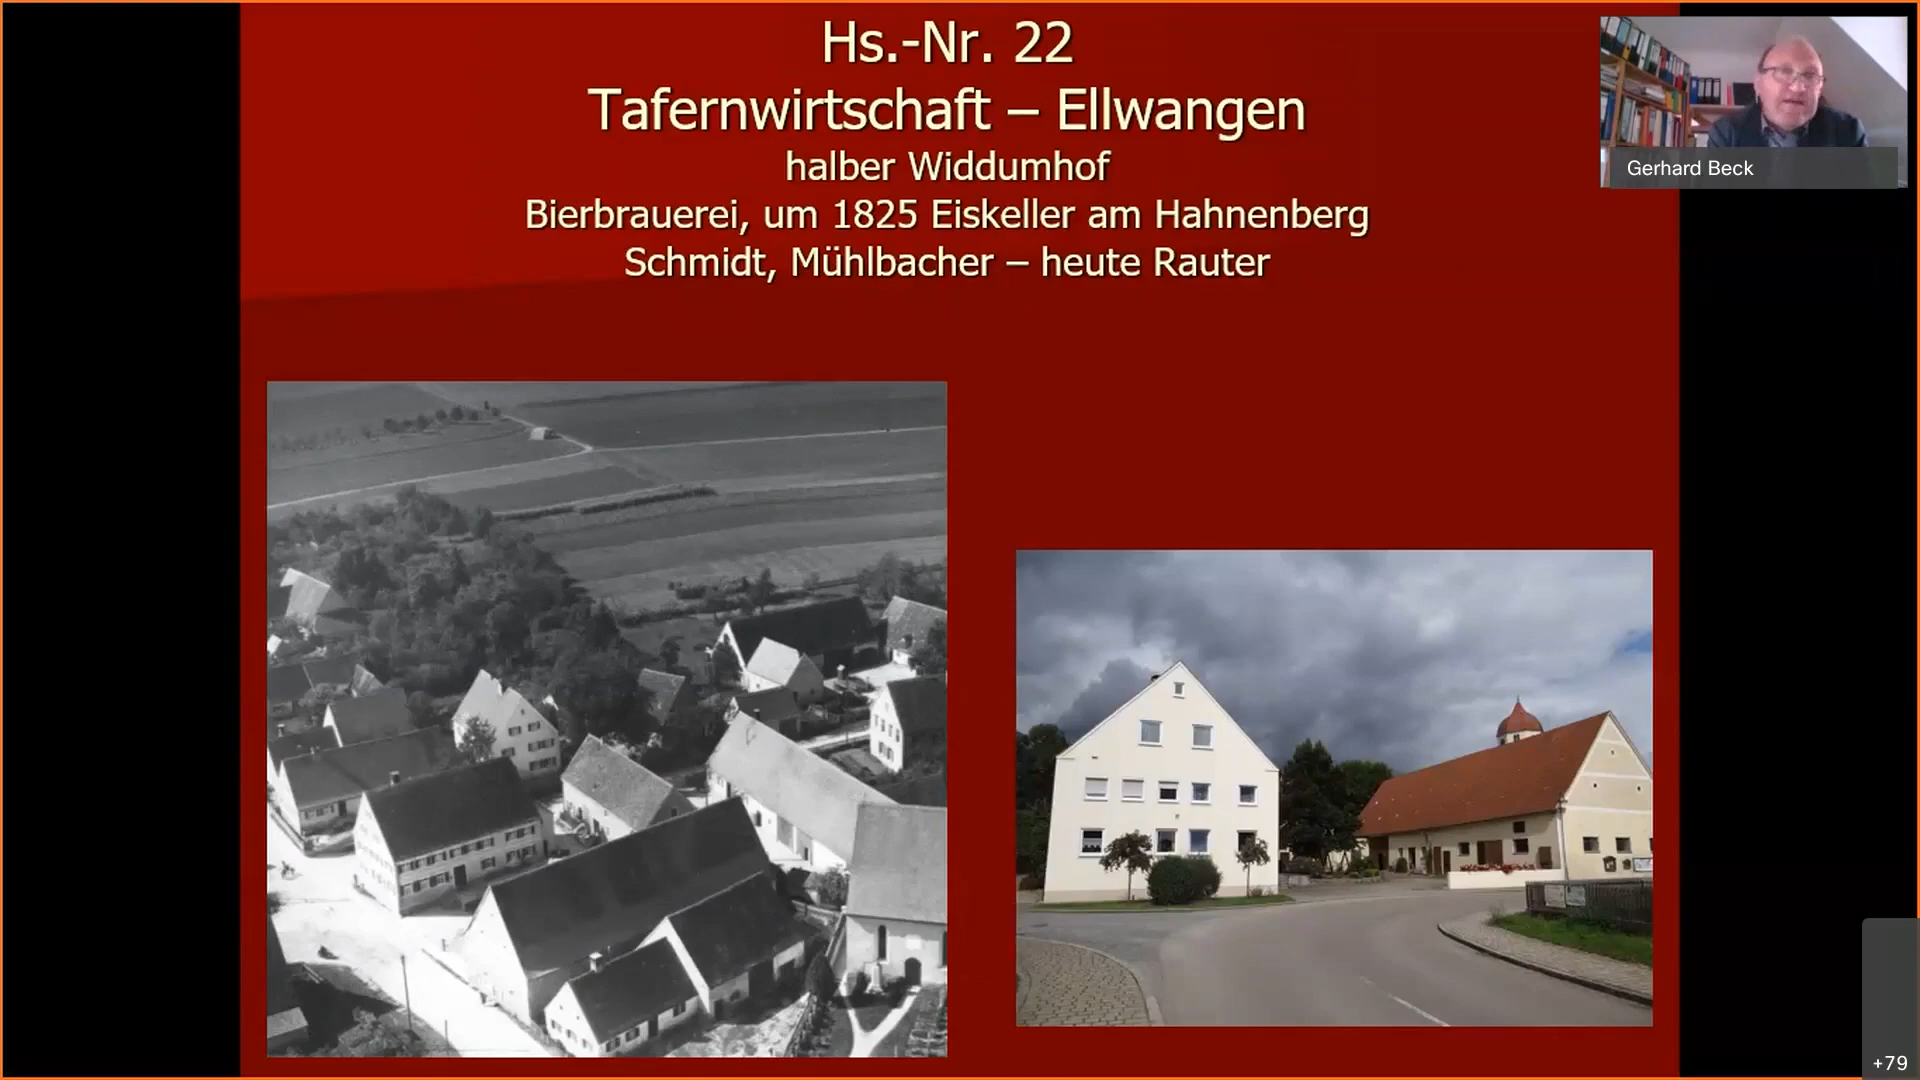 Hs.-Nr. 22
Tafernwirtschaft – Ellwangen
halber Widdumhof
Bierbrauerei, um 1825 Eiskeller am Hahnenberg
Schmidt, Mühlbacher – heute Rauter
Gerhard Beck
+79